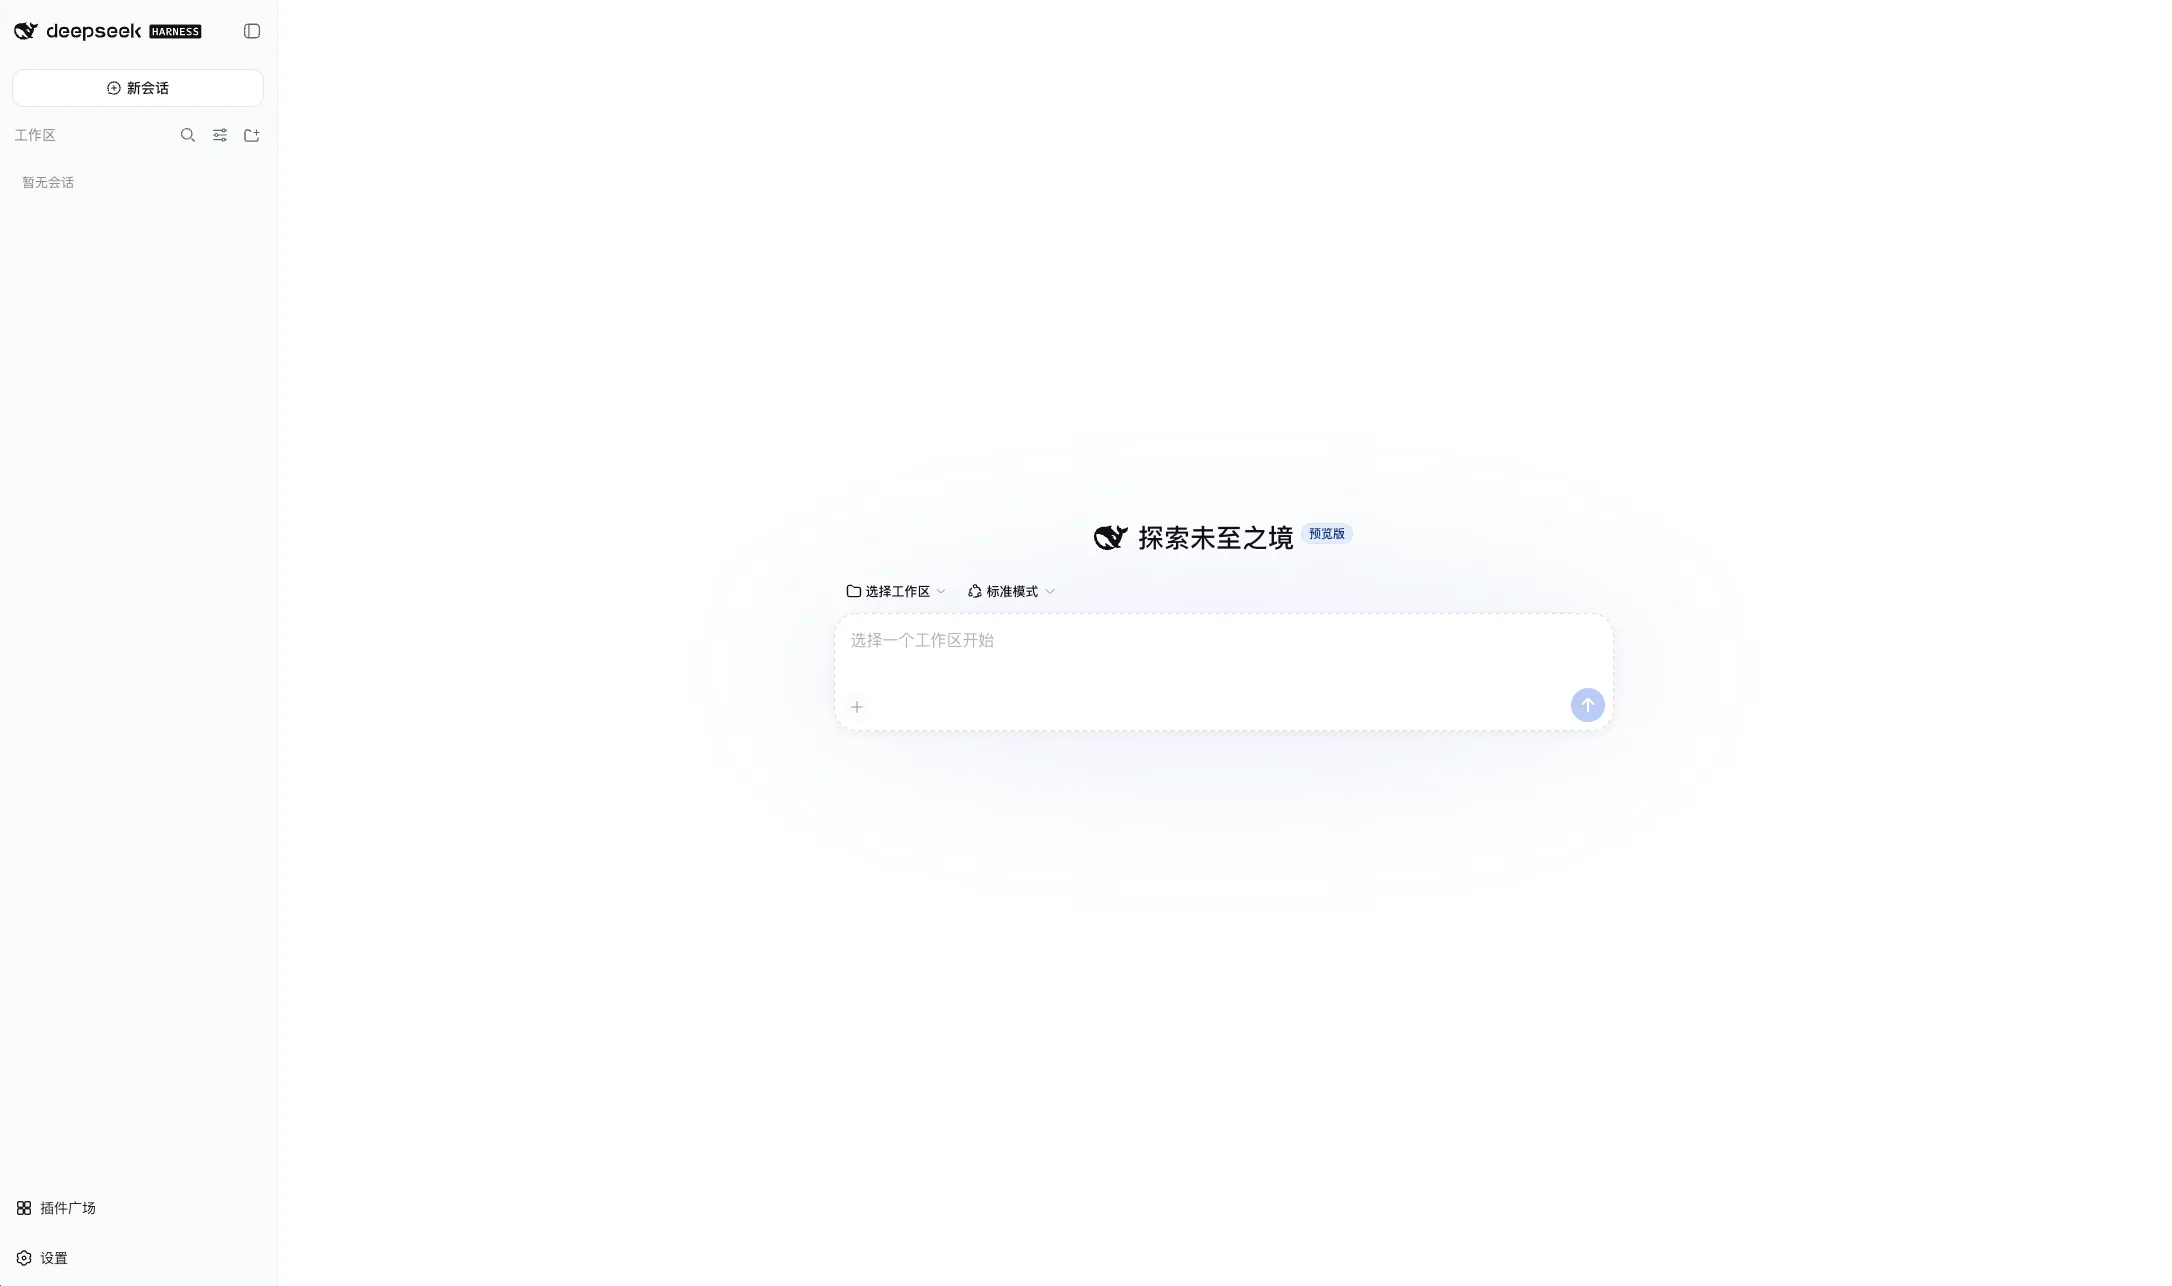 deepseek HARNESS
新会话
工作区
暂无会话
探索未至之境 预览版
选择工作区 标准模式
选择一个工作区开始
插件广场
设置